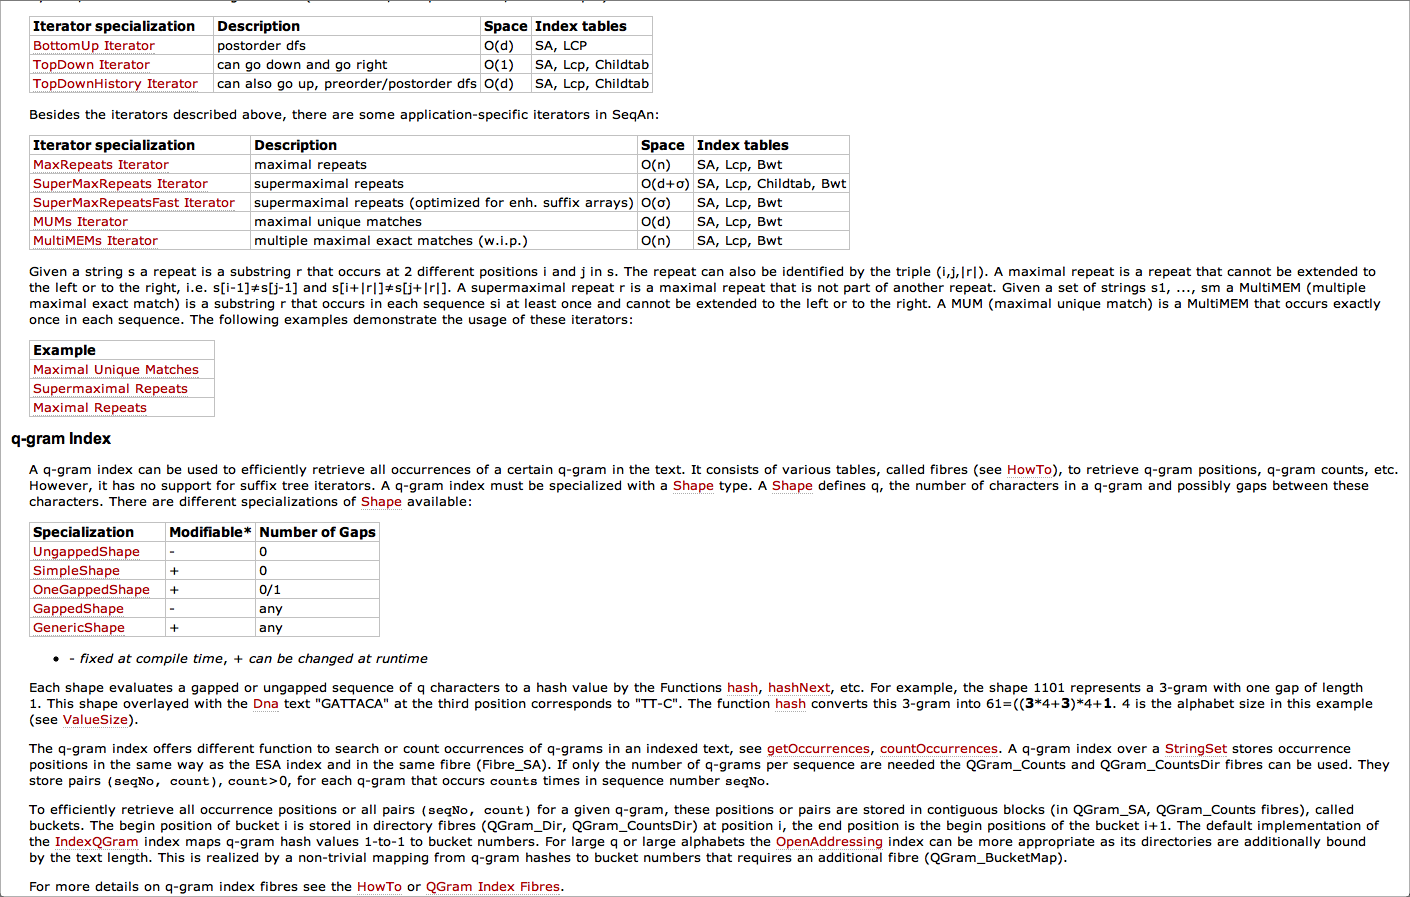 Iterator specialization Description Space Index tables
BottomUp Iterator postorder dfs O(d) SA, LCP
TopDown Iterator can go down and go right O(1) SA, Lcp, Childtab
TopDownHistory Iterator can also go up, preorder/postorder dfs O(d) SA, Lcp, Childtab
Besides the iterators described above, there are some application-specific iterators in SeqAn:
Iterator specialization Description Space Index tables
MaxRepeats Iterator maximal repeats O(n) SA, Lcp, Bwt
SuperMaxRepeats Iterator supermaximal repeats O(d+σ) SA, Lcp, Childtab, Bwt
SuperMaxRepeatsFast Iterator supermaximal repeats (optimized for enh. suffix arrays) O(σ) SA, Lcp, Bwt
MUMs Iterator maximal unique matches O(d) SA, Lcp, Bwt
MultiMEMs Iterator multiple maximal exact matches (w.i.p.) O(n) SA, Lcp, Bwt
Given a string s a repeat is a substring r that occurs at 2 different positions i and j in s. The repeat can also be identified by the triple (i,j,|r|). A maximal repeat is a repeat that cannot be extended to
the left or to the right, i.e. s[i-1]≠s[j-1] and s[i+|r|]≠s[j+|r|]. A supermaximal repeat r is a maximal repeat that is not part of another repeat. Given a set of strings s1, ..., sm a MultiMEM (multiple
maximal exact match) is a substring r that occurs in each sequence si at least once and cannot be extended to the left or to the right. A MUM (maximal unique match) is a MultiMEM that occurs exactly
once in each sequence. The following examples demonstrate the usage of these iterators:
Example
Maximal Unique Matches
Supermaximal Repeats
Maximal Repeats
q-gram Index
A q-gram index can be used to efficiently retrieve all occurrences of a certain q-gram in the text. It consists of various tables, called fibres (see HowTo), to retrieve q-gram positions, q-gram counts, etc.
However, it has no support for suffix tree iterators. A q-gram index must be specialized with a Shape type. A Shape defines q, the number of characters in a q-gram and possibly gaps between these
characters. There are different specializations of Shape available:
Specialization Modifiable* Number of Gaps
UngappedShape - 0
SimpleShape + 0
OneGappedShape + 0/1
GappedShape - any
GenericShape + any
• - fixed at compile time, + can be changed at runtime
Each shape evaluates a gapped or ungapped sequence of q characters to a hash value by the Functions hash, hashNext, etc. For example, the shape 1101 represents a 3-gram with one gap of length
1. This shape overlayed with the Dna text "GATTACA" at the third position corresponds to "TT-C". The function hash converts this 3-gram into 61=((3*4+3)*4+1. 4 is the alphabet size in this example
(see ValueSize).
The q-gram index offers different function to search or count occurrences of q-grams in an indexed text, see getOccurrences, countOccurrences. A q-gram index over a StringSet stores occurrence
positions in the same way as the ESA index and in the same fibre (Fibre_SA). If only the number of q-grams per sequence are needed the QGram_Counts and QGram_CountsDir fibres can be used. They
store pairs (seqNo, count), count>0, for each q-gram that occurs counts times in sequence number seqNo.
To efficiently retrieve all occurrence positions or all pairs (seqNo, count) for a given q-gram, these positions or pairs are stored in contiguous blocks (in QGram_SA, QGram_Counts fibres), called
buckets. The begin position of bucket i is stored in directory fibres (QGram_Dir, QGram_CountsDir) at position i, the end position is the begin positions of the bucket i+1. The default implementation of
the IndexQGram index maps q-gram hash values 1-to-1 to bucket numbers. For large q or large alphabets the OpenAddressing index can be more appropriate as its directories are additionally bound
by the text length. This is realized by a non-trivial mapping from q-gram hashes to bucket numbers that requires an additional fibre (QGram_BucketMap).
For more details on q-gram index fibres see the HowTo or QGram Index Fibres.